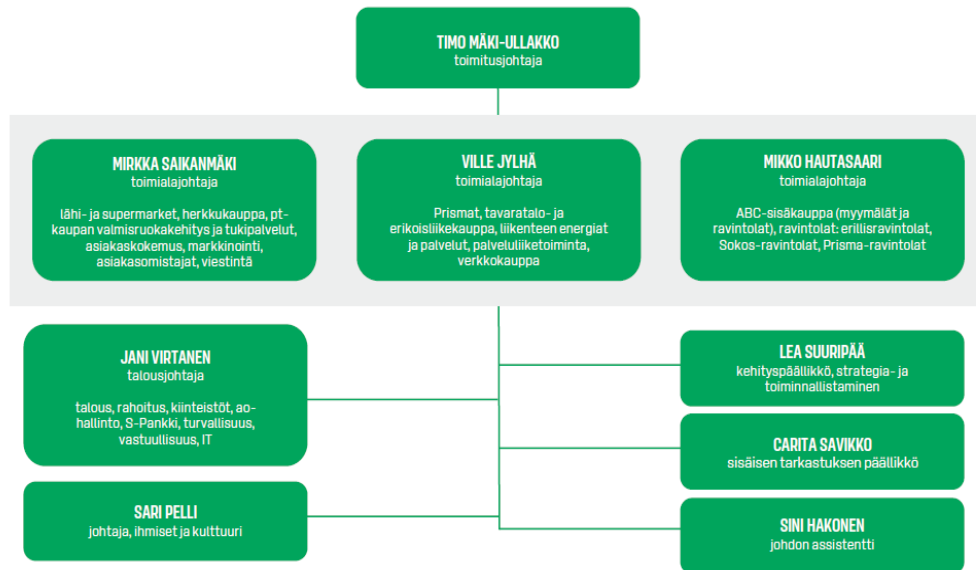 TIMO MÄKI-ULLAKKO
toimitusjohtaja
MIRKKA SAIKANMÄKI
toimialajohtaja
lähi- ja supermarket, herkkukauppa, pt-
kaupan valmisruokakehitys ja tukipalvelut,
asiakaskokemus, markkinointi,
asiakasomistajat, viestintä
VILLE JYLHÄ
toimialajohtaja
Prismat, tavaratalo- ja
erikoisliikekauppa, liikenteen energiat
ja palvelut, palveluliiketoiminta,
verkkokauppa
MIKKO HAUTASAARI
toimialajohtaja
ABC-sisäkauppa (myymälät ja
ravintolat), ravintolat: erillisravintolat,
Sokos-ravintolat, Prisma-ravintolat
JANI VIRTANEN
talousjohtaja
talous, rahoitus, kiinteistöt, ao-
hallinto, S-Pankki, turvallisuus,
vastuullisuus, IT
LEA SUURIPÄÄ
kehityspäällikkö, strategia- ja
toiminnallistaminen
CARITA SAVIKKO
sisäisen tarkastuksen päällikkö
SARI PELLI
johtaja, ihmiset ja kulttuuri
SINI HAKONEN
johdon assistentti